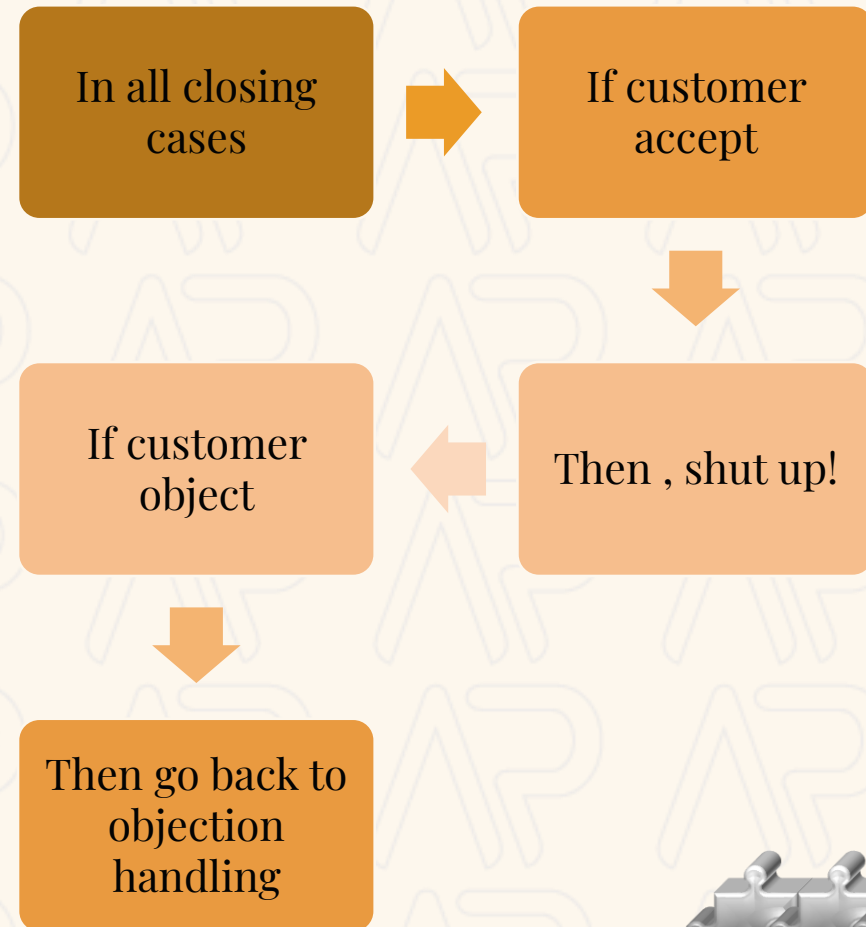 In all closing
cases
If customer
accept
Then , shut up!
If customer
object
Then go back to
objection
handling